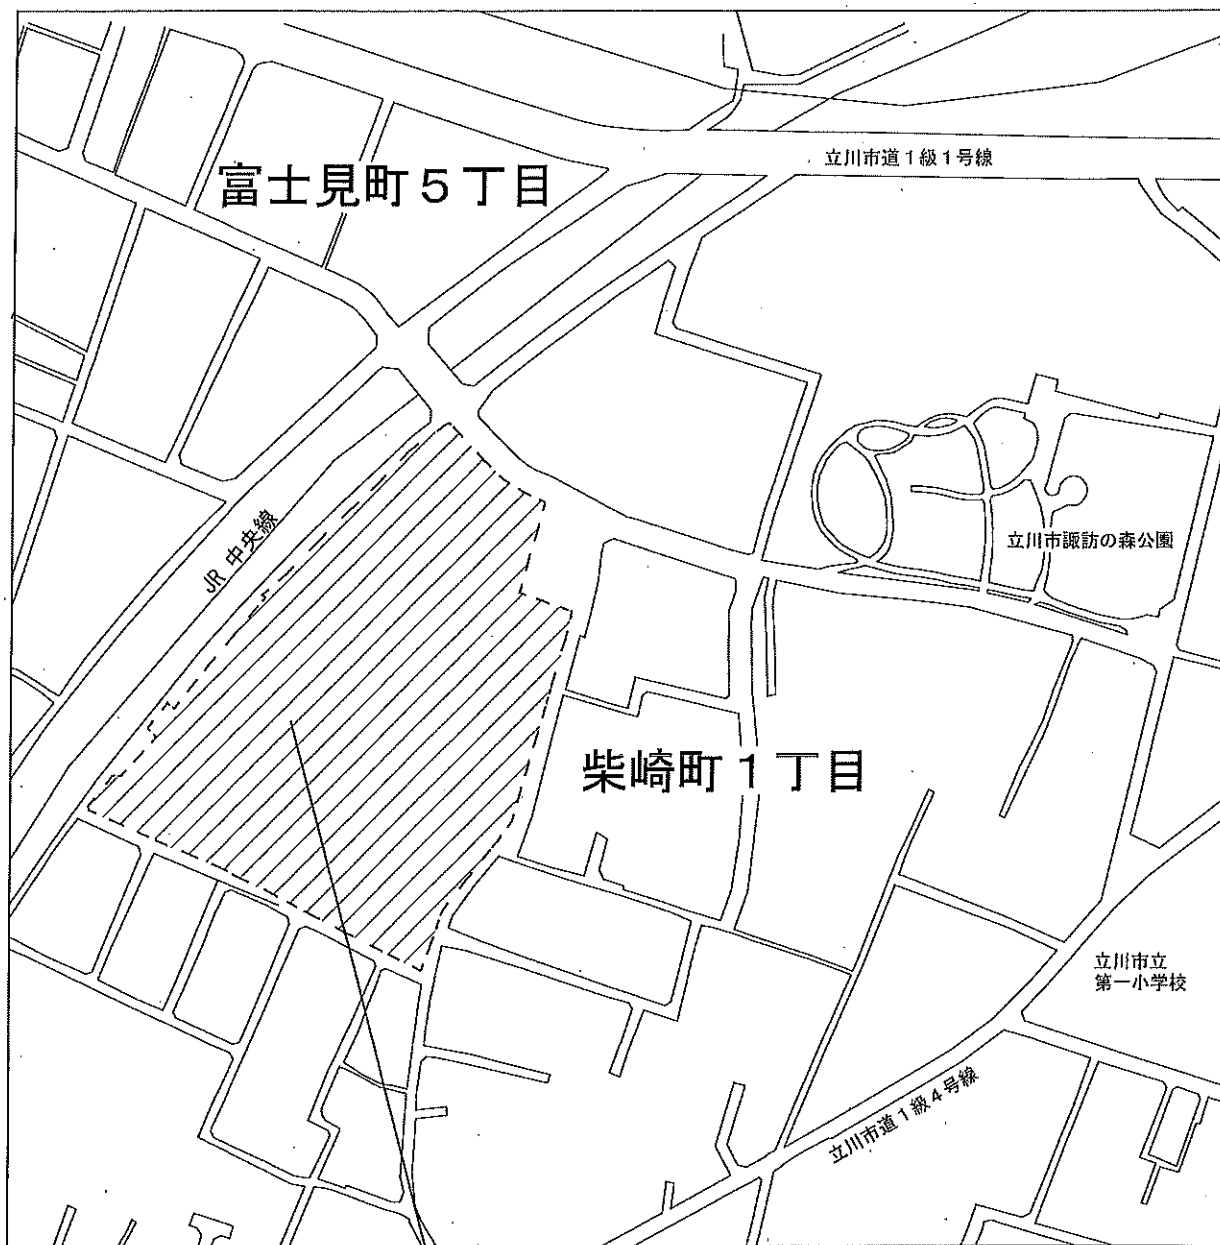 立川市道1級1号線
富士見町5丁目
JR 中央線
立川市諏訪の森公園
柴崎町1丁目
立川市立
第一小学校
立川市道1級4号線